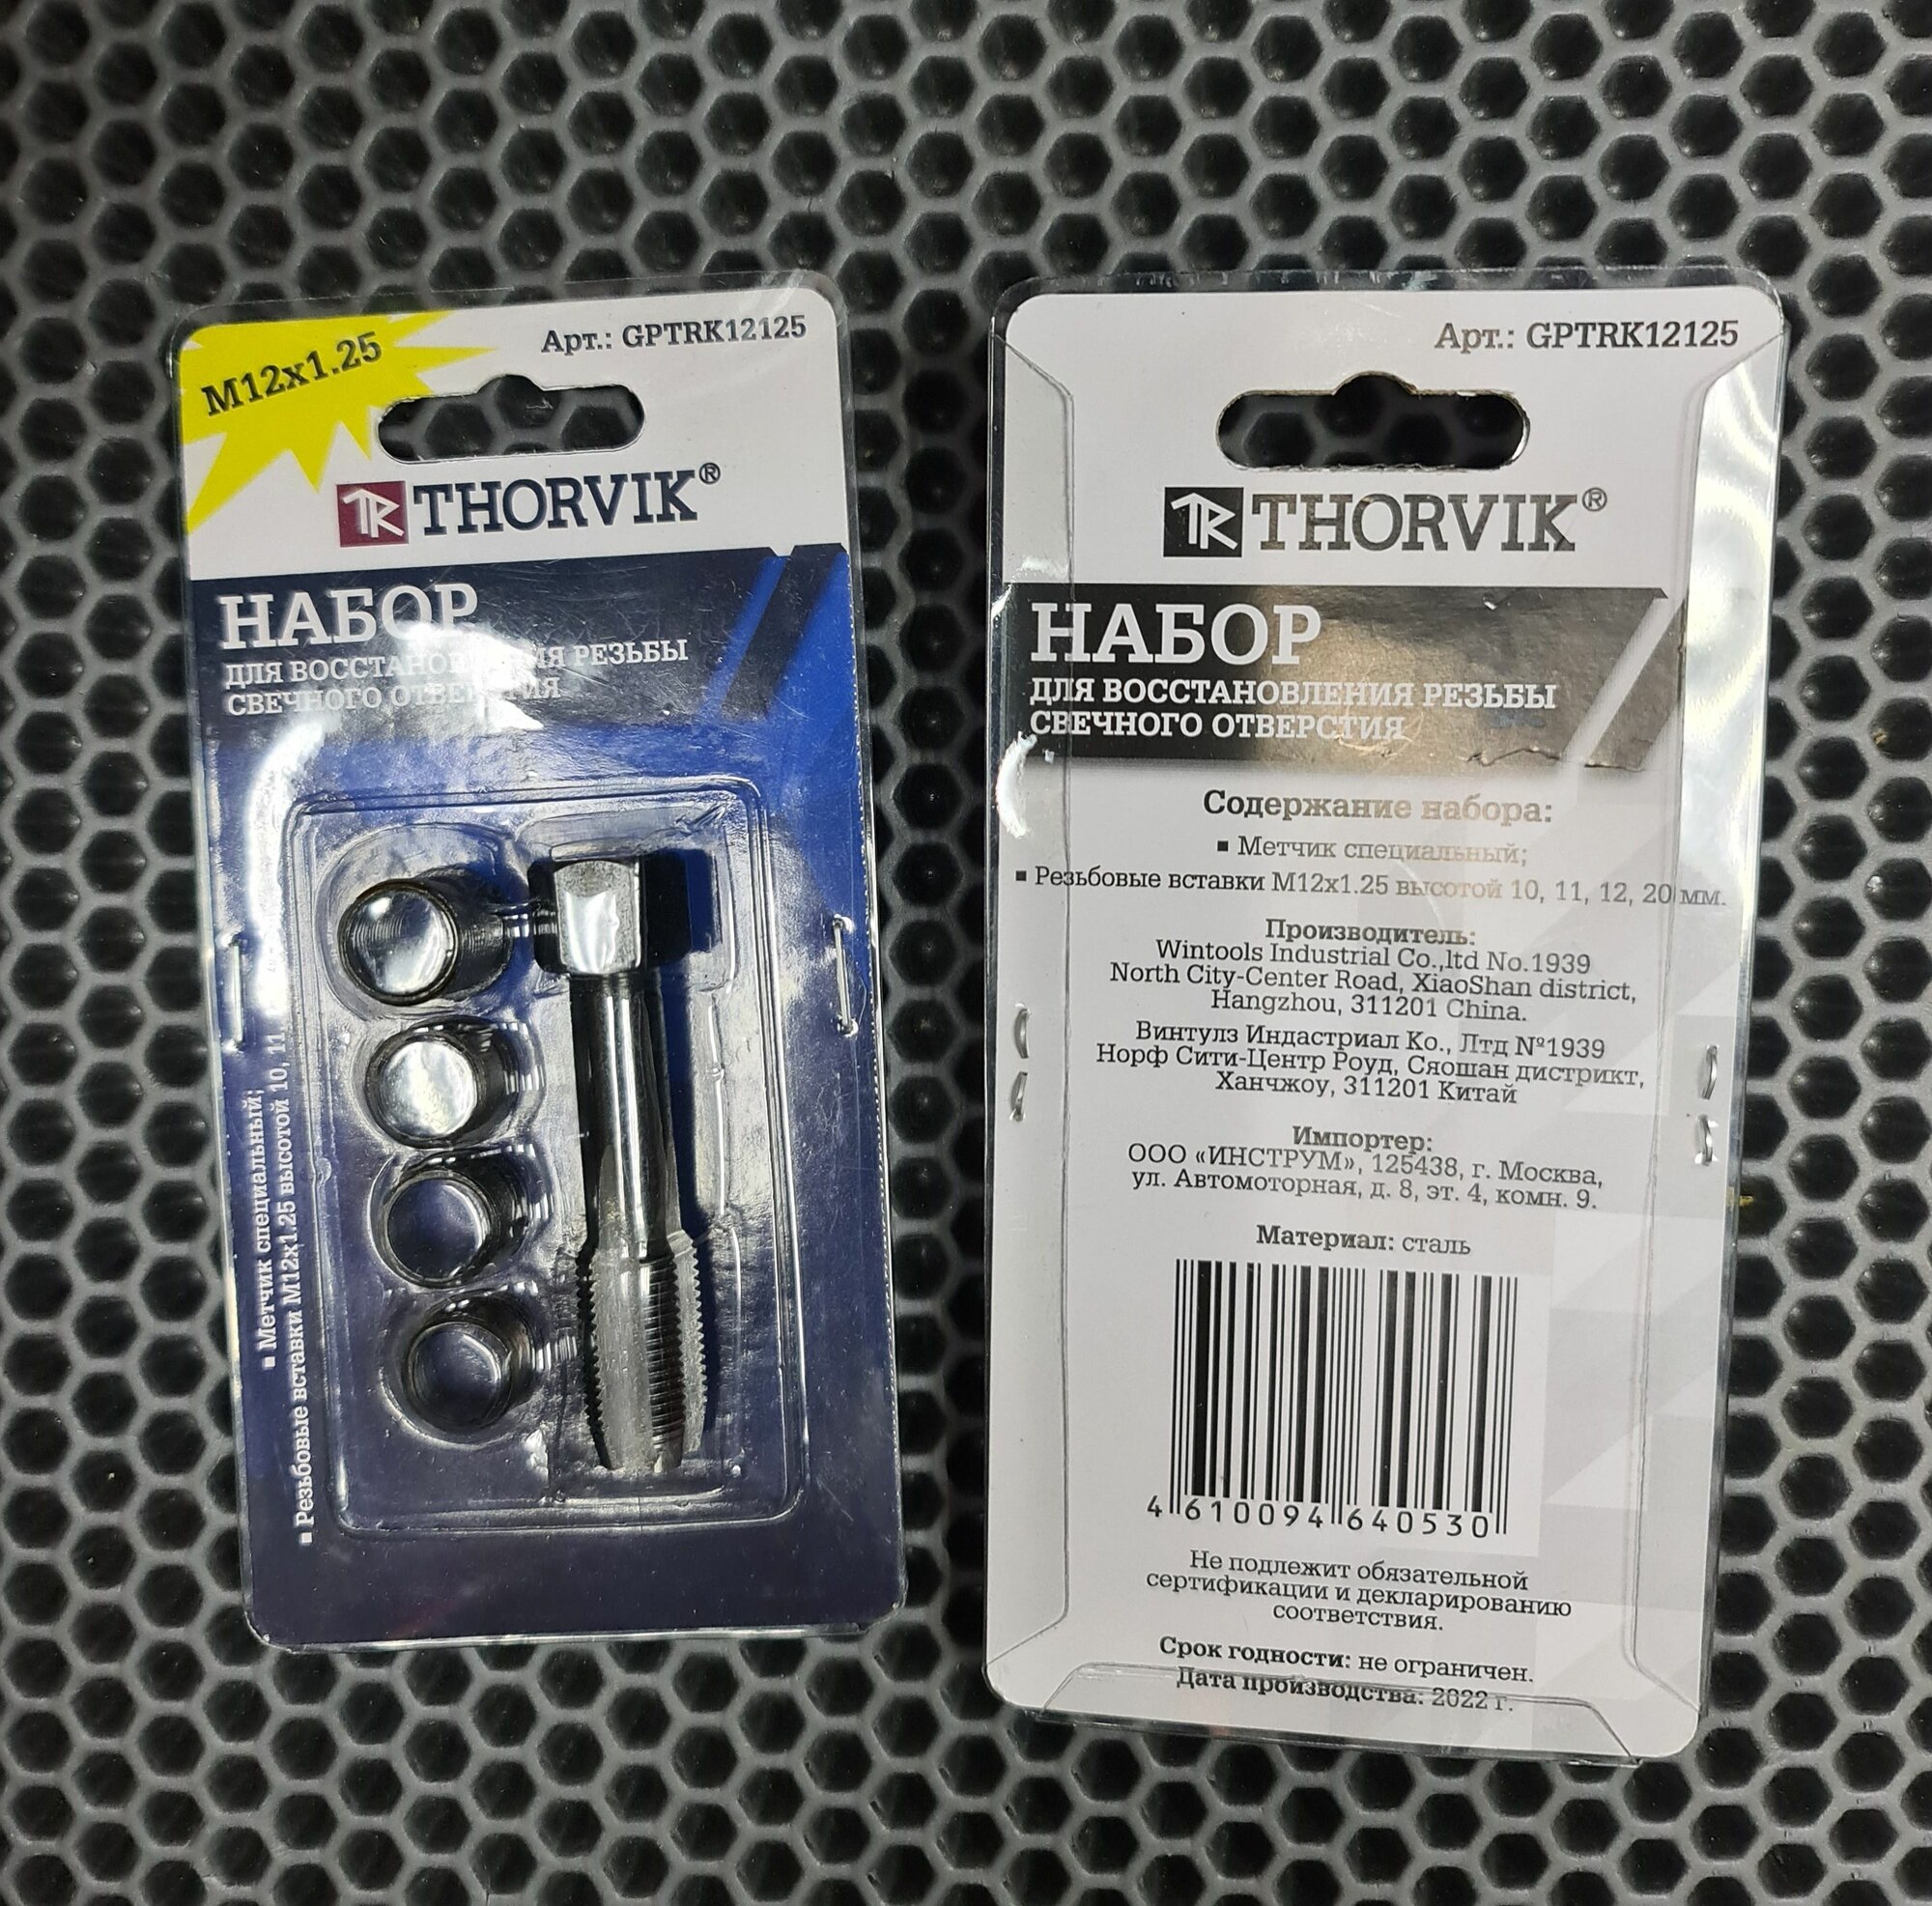 M12x1.25
Арт.: GPTRK12125
TR THORVIK®
НАБОР
ДЛЯ ВОССТАНОВЛЕНИЯ РЕЗЬБЫ
СВЕЧНОГО ОТВЕРСТИЯ
▪ Метчик специальный;
▪ Резьбовые вставки M12x1.25 высотой 10, 11
Арт.: GPTRK12125
TR THORVIK®
НАБОР
ДЛЯ ВОССТАНОВЛЕНИЯ РЕЗЬБЫ
СВЕЧНОГО ОТВЕРСТИЯ
Содержание набора:
▪ Метчик специальный;
▪ Резьбовые вставки M12x1.25 высотой 10, 11, 12, 20 мм.
Производитель:
Wintools Industrial Co.,ltd No.1939
North City-Center Road, XiaoShan district,
Hangzhou, 311201 China.
Винтулз Индастриал Ко., Лтд №1939
Норф Сити-Центр Роуд, Сяошан дистрикт,
Ханчжоу, 311201 Китай
Импортер:
ООО «ИНСТРУМ», 125438, г. Москва,
ул. Автомоторная, д. 8, эт. 4, комн. 9.
Материал: сталь
4 610094 640530
Не подлежит обязательной
сертификации и декларированию
соответствия.
Срок годности: не ограничен.
Дата производства: 2022 г.